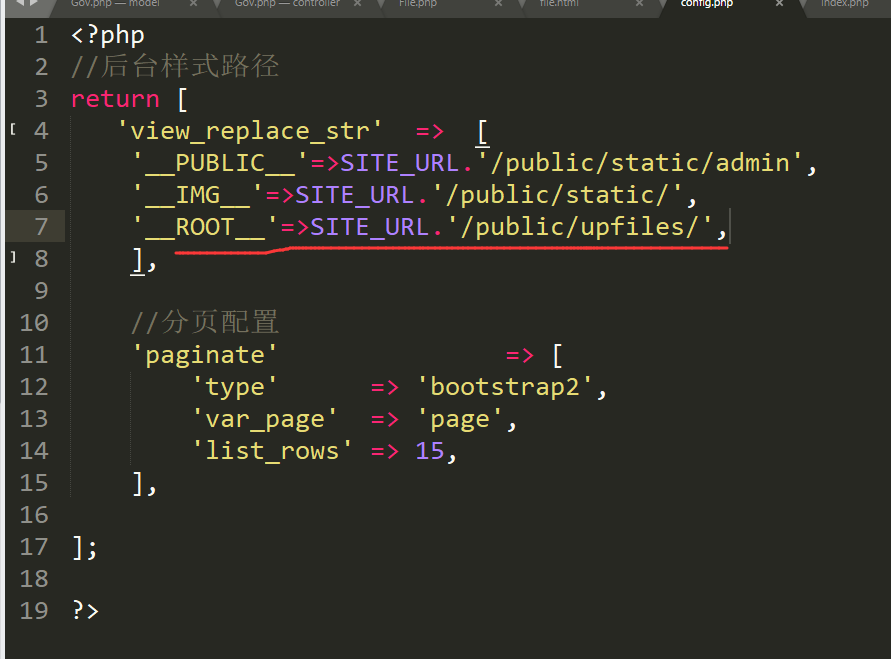 Gov.php — model × Gov.php — controller × File.php × file.html × config.php × index.php
1 <?php
2 //后台样式路径
3 return [
4 'view_replace_str' => [
5 '__PUBLIC__'=>SITE_URL.'/public/static/admin',
6 '__IMG__'=>SITE_URL.'/public/static/',
7 '__ROOT__'=>SITE_URL.'/public/upfiles/',
8 ],
9
10 //分页配置
11 'paginate' => [
12 'type' => 'bootstrap2',
13 'var_page' => 'page',
14 'list_rows' => 15,
15 ],
16
17 ];
18
19 ?>